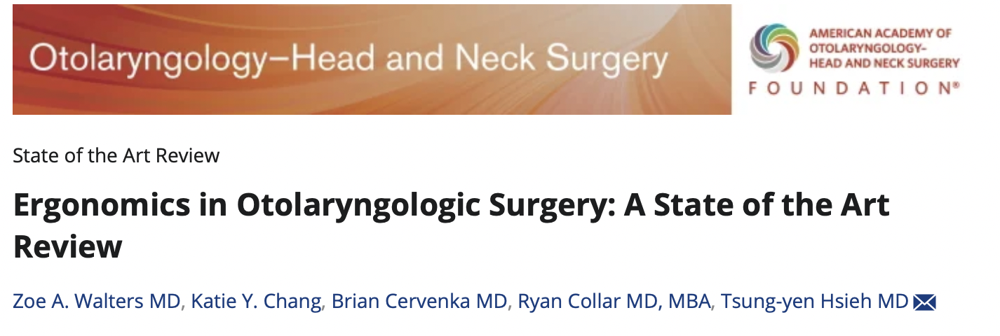 Otolaryngology–Head and Neck Surgery
AMERICAN ACADEMY OF
OTOLARYNGOLOGY–
HEAD AND NECK SURGERY
FOUNDATION®
State of the Art Review
Ergonomics in Otolaryngologic Surgery: A State of the Art
Review
Zoe A. Walters MD, Katie Y. Chang, Brian Cervenka MD, Ryan Collar MD, MBA, Tsung-yen Hsieh MD